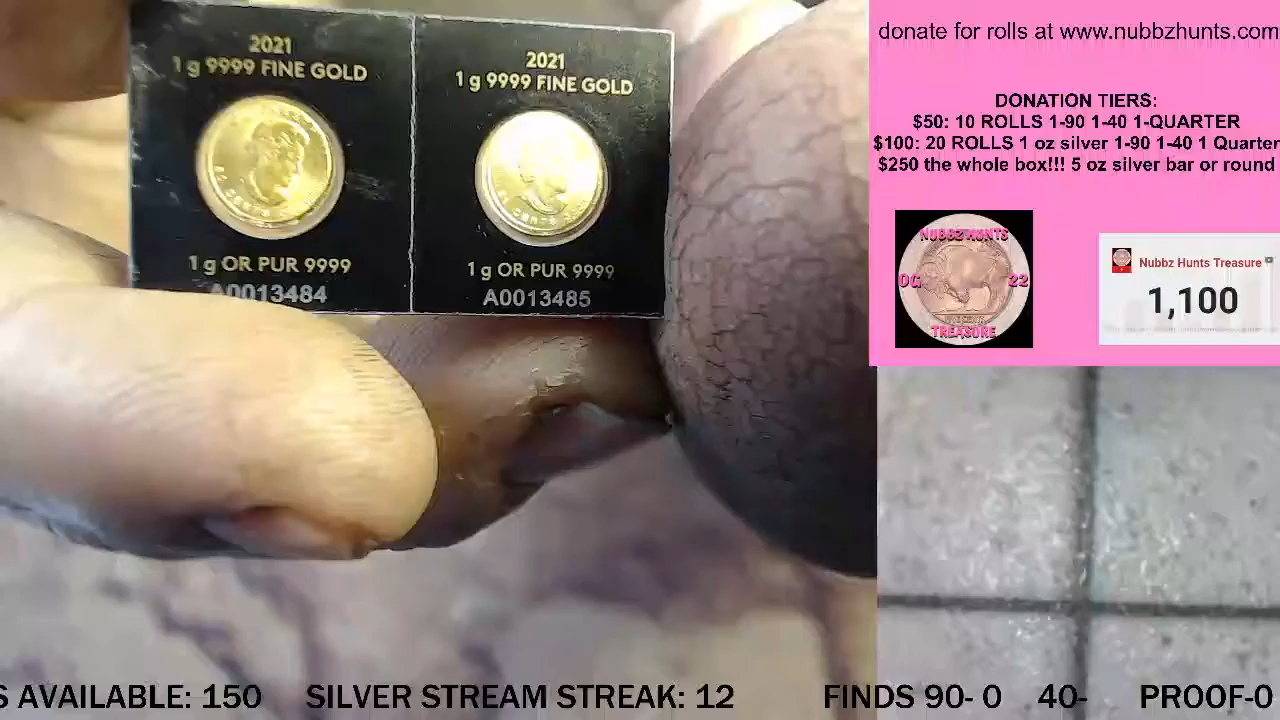 2021
1 g 9999 FINE GOLD
1 g OR PUR 9999
A0013484
2021
1 g 9999 FINE GOLD
CENTS
1 g OR PUR 9999
A0013485
donate for rolls at www.nubbzhunts.com
DONATION TIERS:
$50: 10 ROLLS 1-90 1-40 1-QUARTER
$100: 20 ROLLS 1 oz silver 1-90 1-40 1 Quarter
$250 the whole box!!! 5 oz silver bar or round
NUBBZ HUNTS
OG 22
TREASURE
Nubbz Hunts Treasure
1,100
S AVAILABLE: 150 SILVER STREAM STREAK: 12 FINDS 90- 0 40- PROOF-0